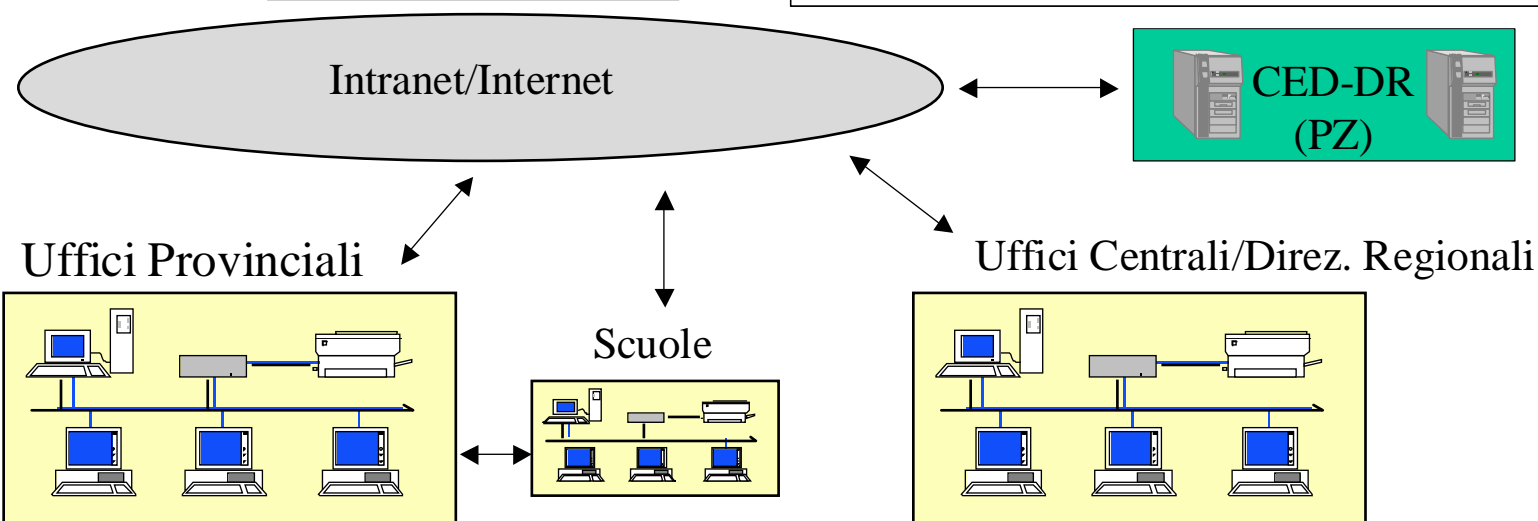 Intranet/Internet
CED-DR
(PZ)
Uffici Provinciali
Uffici Centrali/Direz. Regionali
Scuole